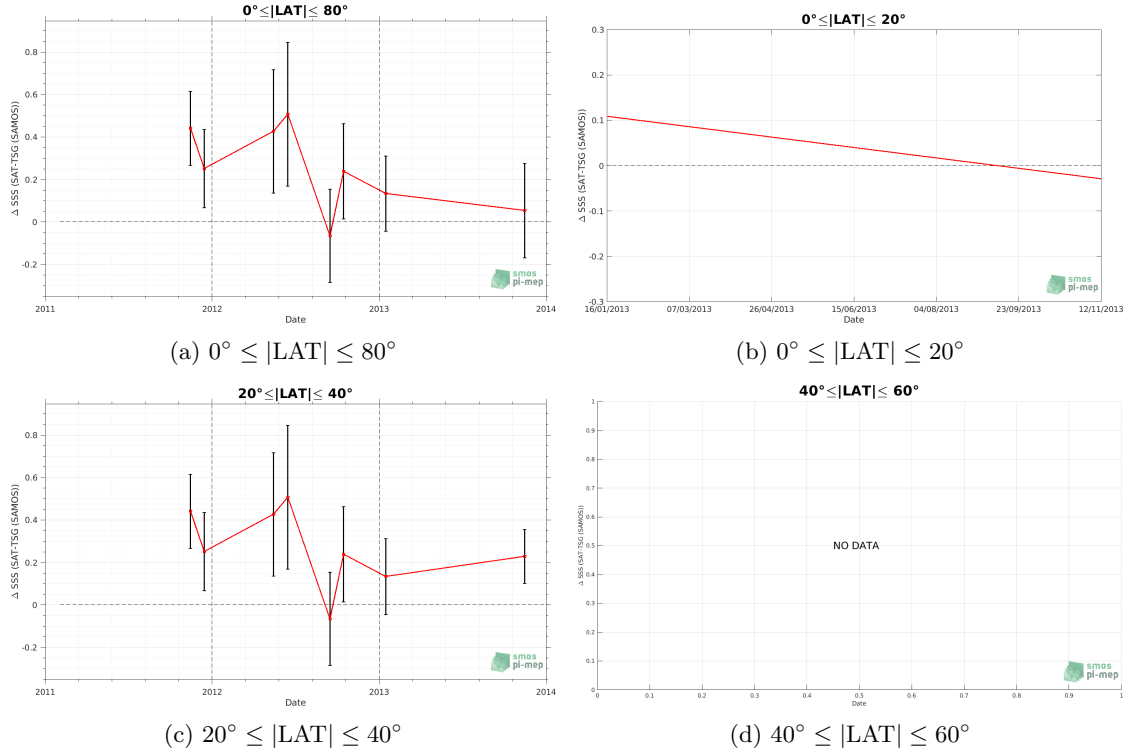 0°≤|LAT|≤ 80°
Δ SSS (SAT-TSG (SAMOS))
0.8
0.6
0.4
0.2
0
-0.2
2011
2012
2013
2014
Date
smos
pi-mep
(a) 0° ≤ |LAT| ≤ 80°
0°≤|LAT|≤ 20°
Δ SSS (SAT-TSG (SAMOS))
0.3
0.2
0.1
0
-0.1
-0.2
-0.3
16/01/2013
07/03/2013
26/04/2013
15/06/2013
04/08/2013
23/09/2013
12/11/2013
Date
smos
pi-mep
(b) 0° ≤ |LAT| ≤ 20°
20°≤|LAT|≤ 40°
Δ SSS (SAT-TSG (SAMOS))
0.8
0.6
0.4
0.2
0
-0.2
2011
2012
2013
2014
Date
smos
pi-mep
(c) 20° ≤ |LAT| ≤ 40°
40°≤|LAT|≤ 60°
Δ SSS (SAT-TSG (SAMOS))
1
0.9
0.8
0.7
0.6
0.5
0.4
0.3
0.2
0.1
0
NO DATA
0
0.1
0.2
0.3
0.4
0.5
0.6
0.7
0.8
0.9
1
Date
smos
pi-mep
(d) 40° ≤ |LAT| ≤ 60°